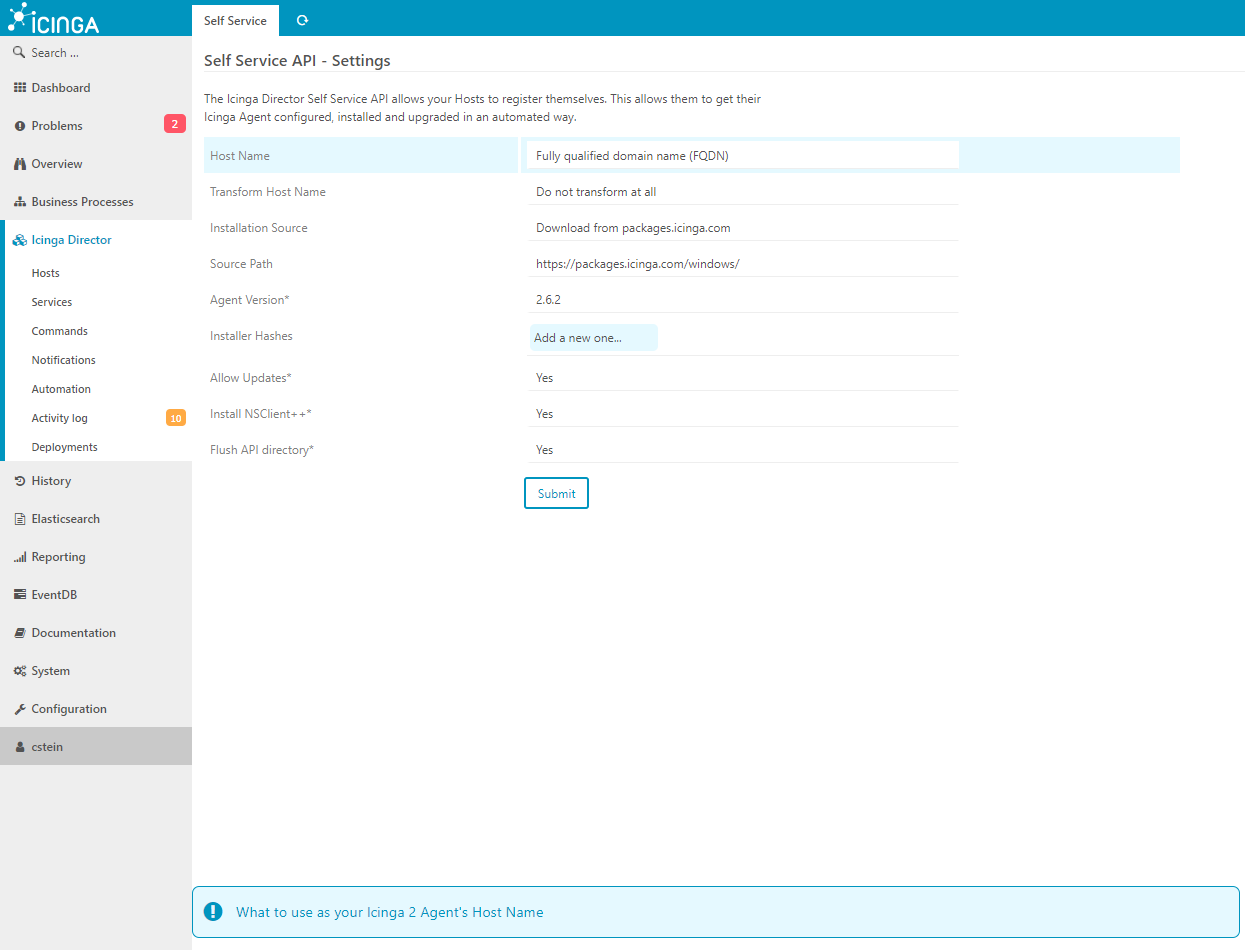 ICINGA
Self Service
Search ...
Dashboard
Problems 2
Overview
Business Processes
Icinga Director
Hosts
Services
Commands
Notifications
Automation
Activity log 10
Deployments
History
Elasticsearch
Reporting
EventDB
Documentation
System
Configuration
cstein
Self Service API - Settings
The Icinga Director Self Service API allows your Hosts to register themselves. This allows them to get their
Icinga Agent configured, installed and upgraded in an automated way.
Host Name Fully qualified domain name (FQDN)
Transform Host Name Do not transform at all
Installation Source Download from packages.icinga.com
Source Path https://packages.icinga.com/windows/
Agent Version* 2.6.2
Installer Hashes Add a new one...
Allow Updates* Yes
Install NSClient++* Yes
Flush API directory* Yes
Submit
What to use as your Icinga 2 Agent's Host Name